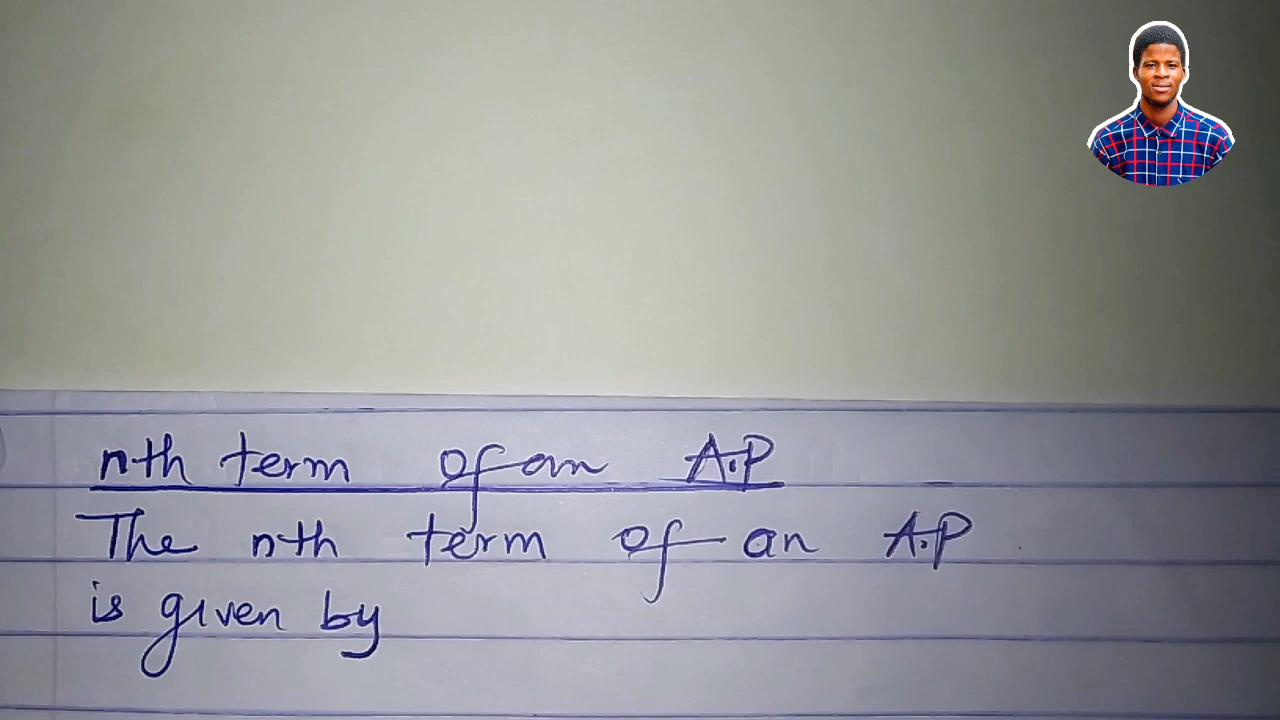 nth term of an A.P
The nth term of an A.P
is given by